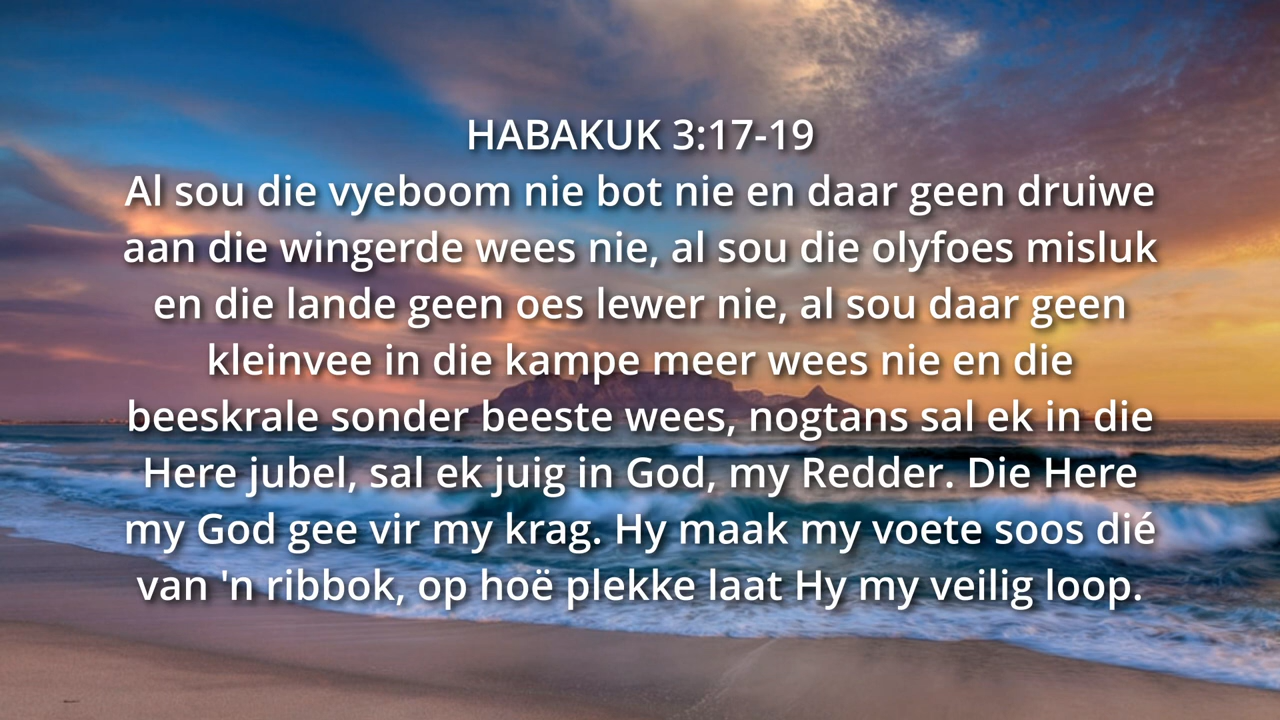 HABAKUK 3:17-19
Al sou die vyeboom nie bot nie en daar geen druiwe
aan die wingerde wees nie, al sou die olyfoes misluk
en die lande geen oes lewer nie, al sou daar geen
kleinvee in die kampe meer wees nie en die
beeskrale sonder beeste wees, nogtans sal ek in die
Here jubel, sal ek juig in God, my Redder. Die Here
my God gee vir my krag. Hy maak my voete soos dié
van 'n ribbok, op hoë plekke laat Hy my veilig loop.